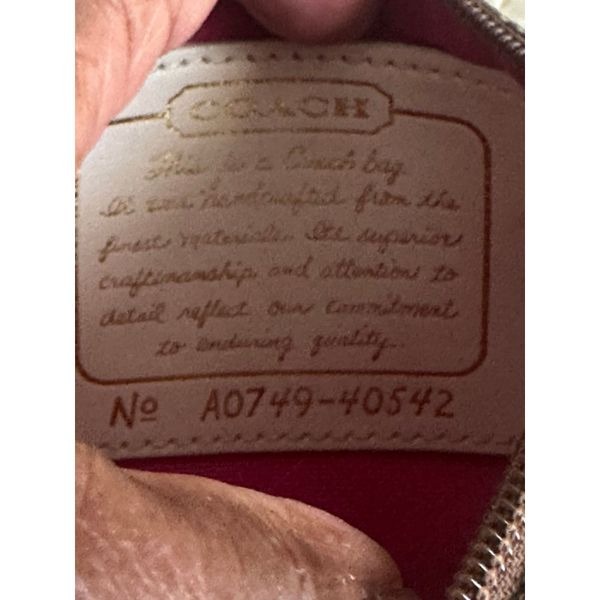 COACH
This is a Coach bag.
It was handcrafted from the
finest materials. Its superior
craftsmanship and attention to
detail reflect our commitment
to enduring quality.
No A0749-40542